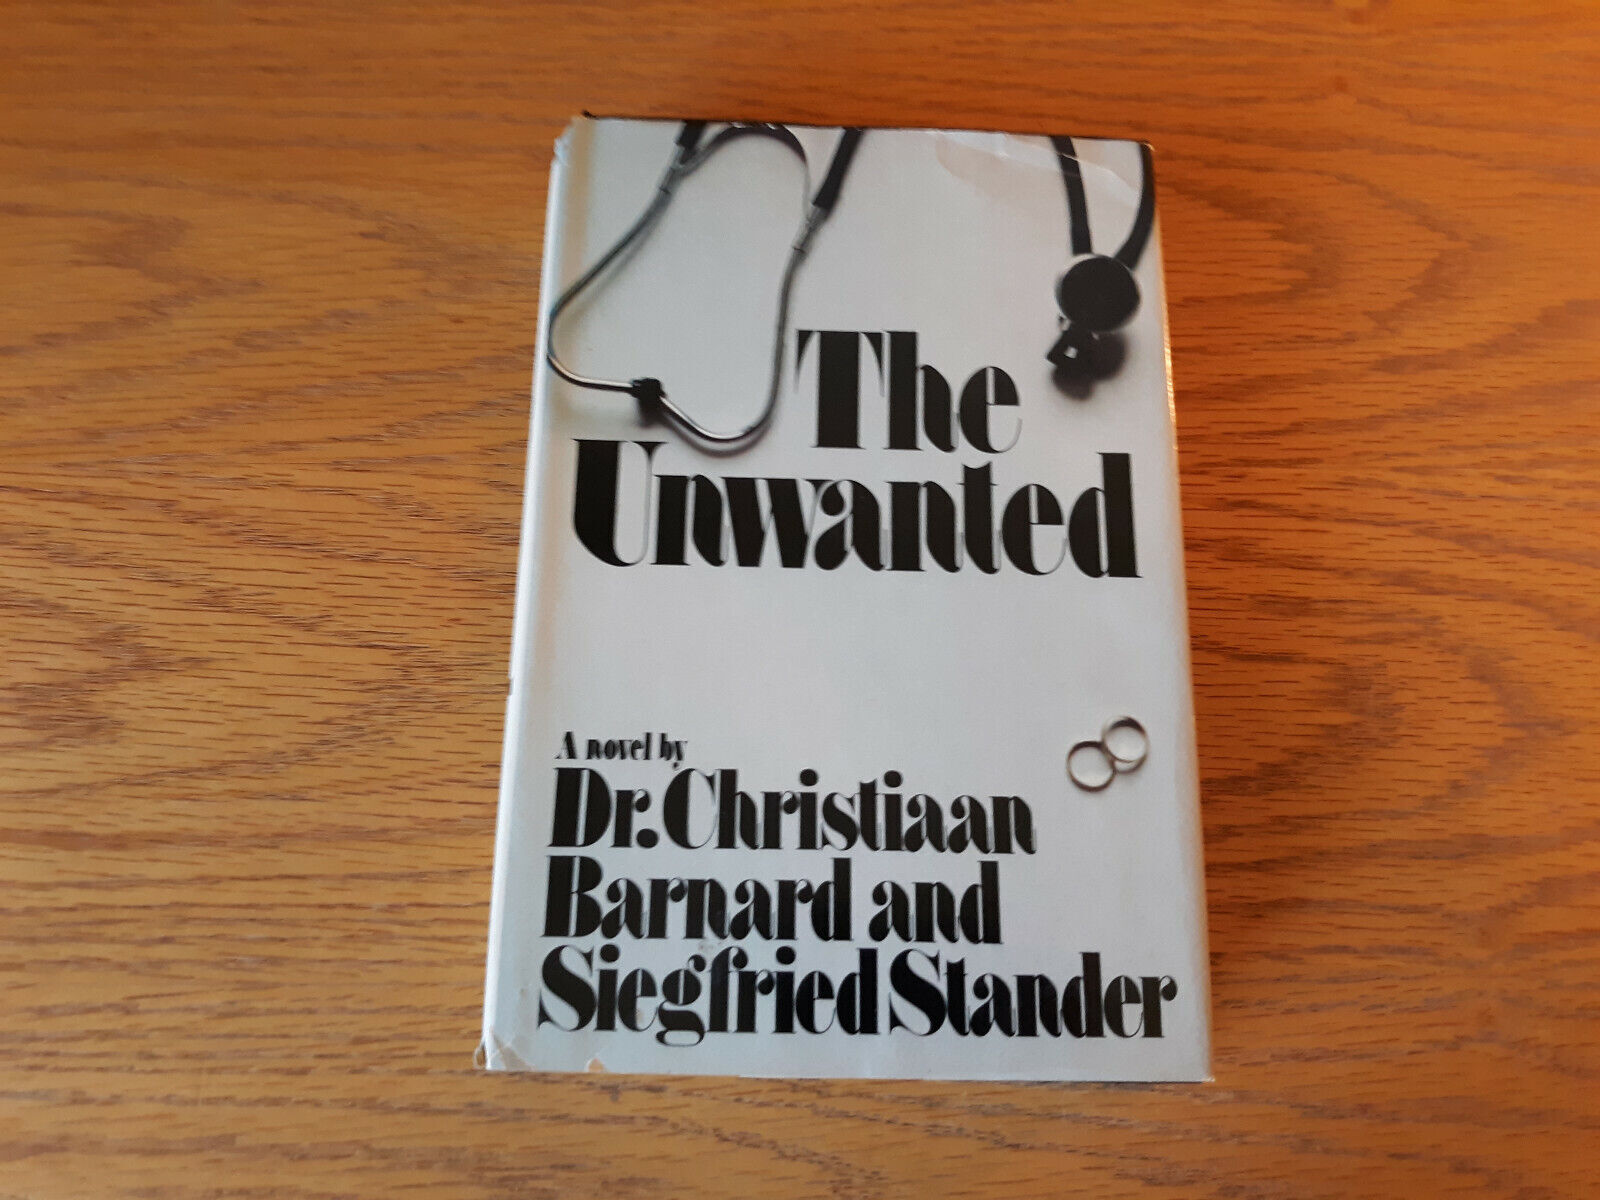 The
Unwanted
A novel by
Dr. Christiaan
Barnard and
Siegfried Stander